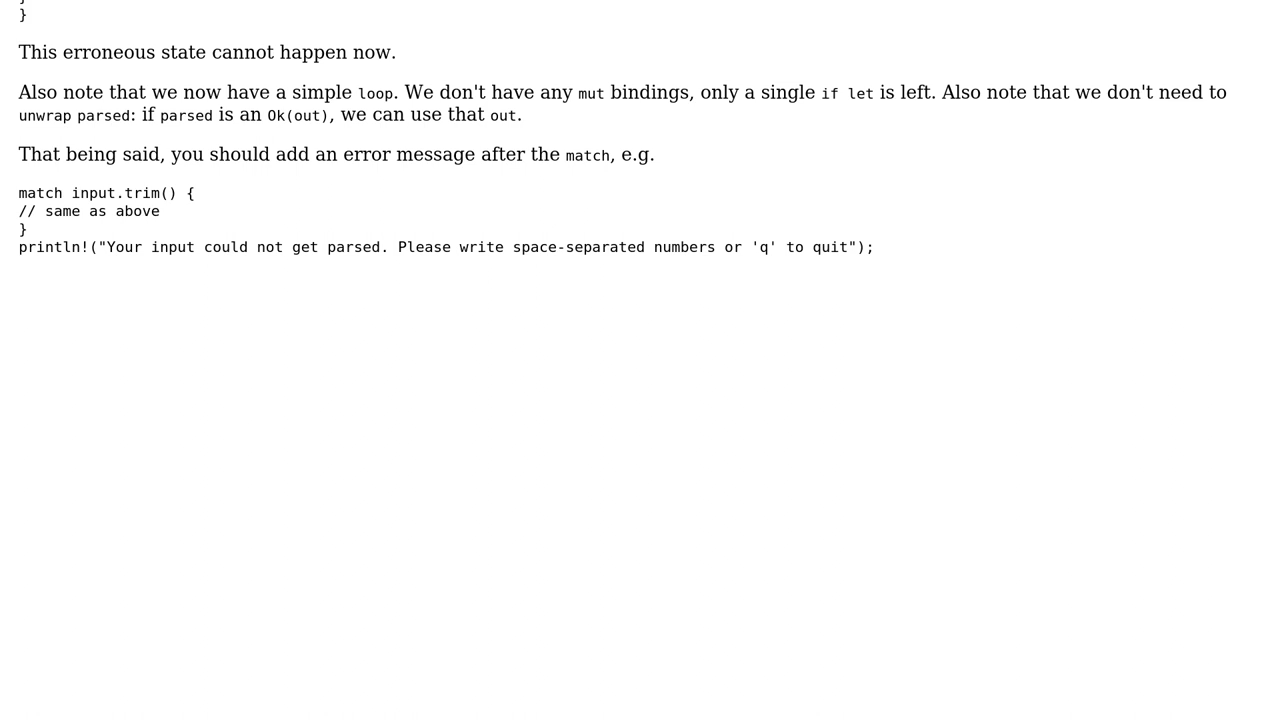 }
This erroneous state cannot happen now.
Also note that we now have a simple loop. We don't have any mut bindings, only a single if let is left. Also note that we don't need to
unwrap parsed: if parsed is an Ok(out), we can use that out.
That being said, you should add an error message after the match, e.g.
match input.trim() {
// same as above
}
println!("Your input could not get parsed. Please write space-separated numbers or 'q' to quit");